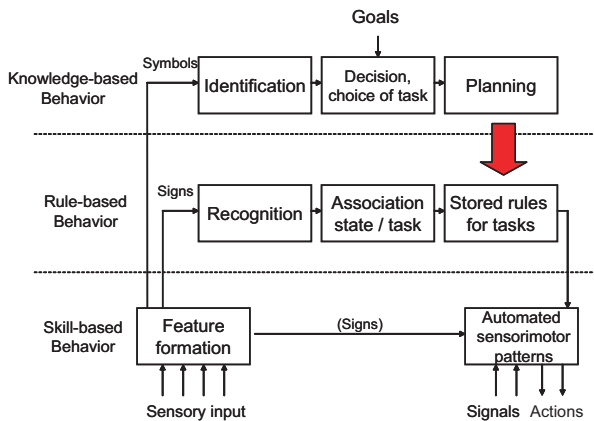 Goals
Symbols
Knowledge-based
Behavior
Identification
Decision,
choice of task
Planning
Signs
Rule-based
Behavior
Recognition
Association
state / task
Stored rules
for tasks
Skill-based
Behavior
Feature
formation
(Signs)
Automated
sensorimotor
patterns
Sensory input
Signals
Actions